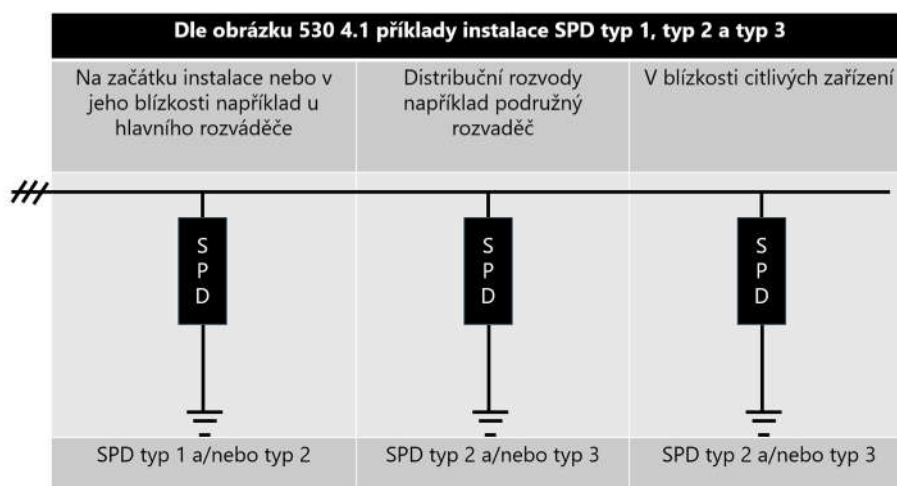 Dle obrázku 530 4.1 příklady instalace SPD typ 1, typ 2 a typ 3
Na začátku instalace nebo v
jeho blízkosti například u
hlavního rozváděče
Distribuční rozvody
například podružný
rozvaděč
V blízkosti citlivých zařízení
S
P
D
S
P
D
S
P
D
SPD typ 1 a/nebo typ 2
SPD typ 2 a/nebo typ 3
SPD typ 2 a/nebo typ 3